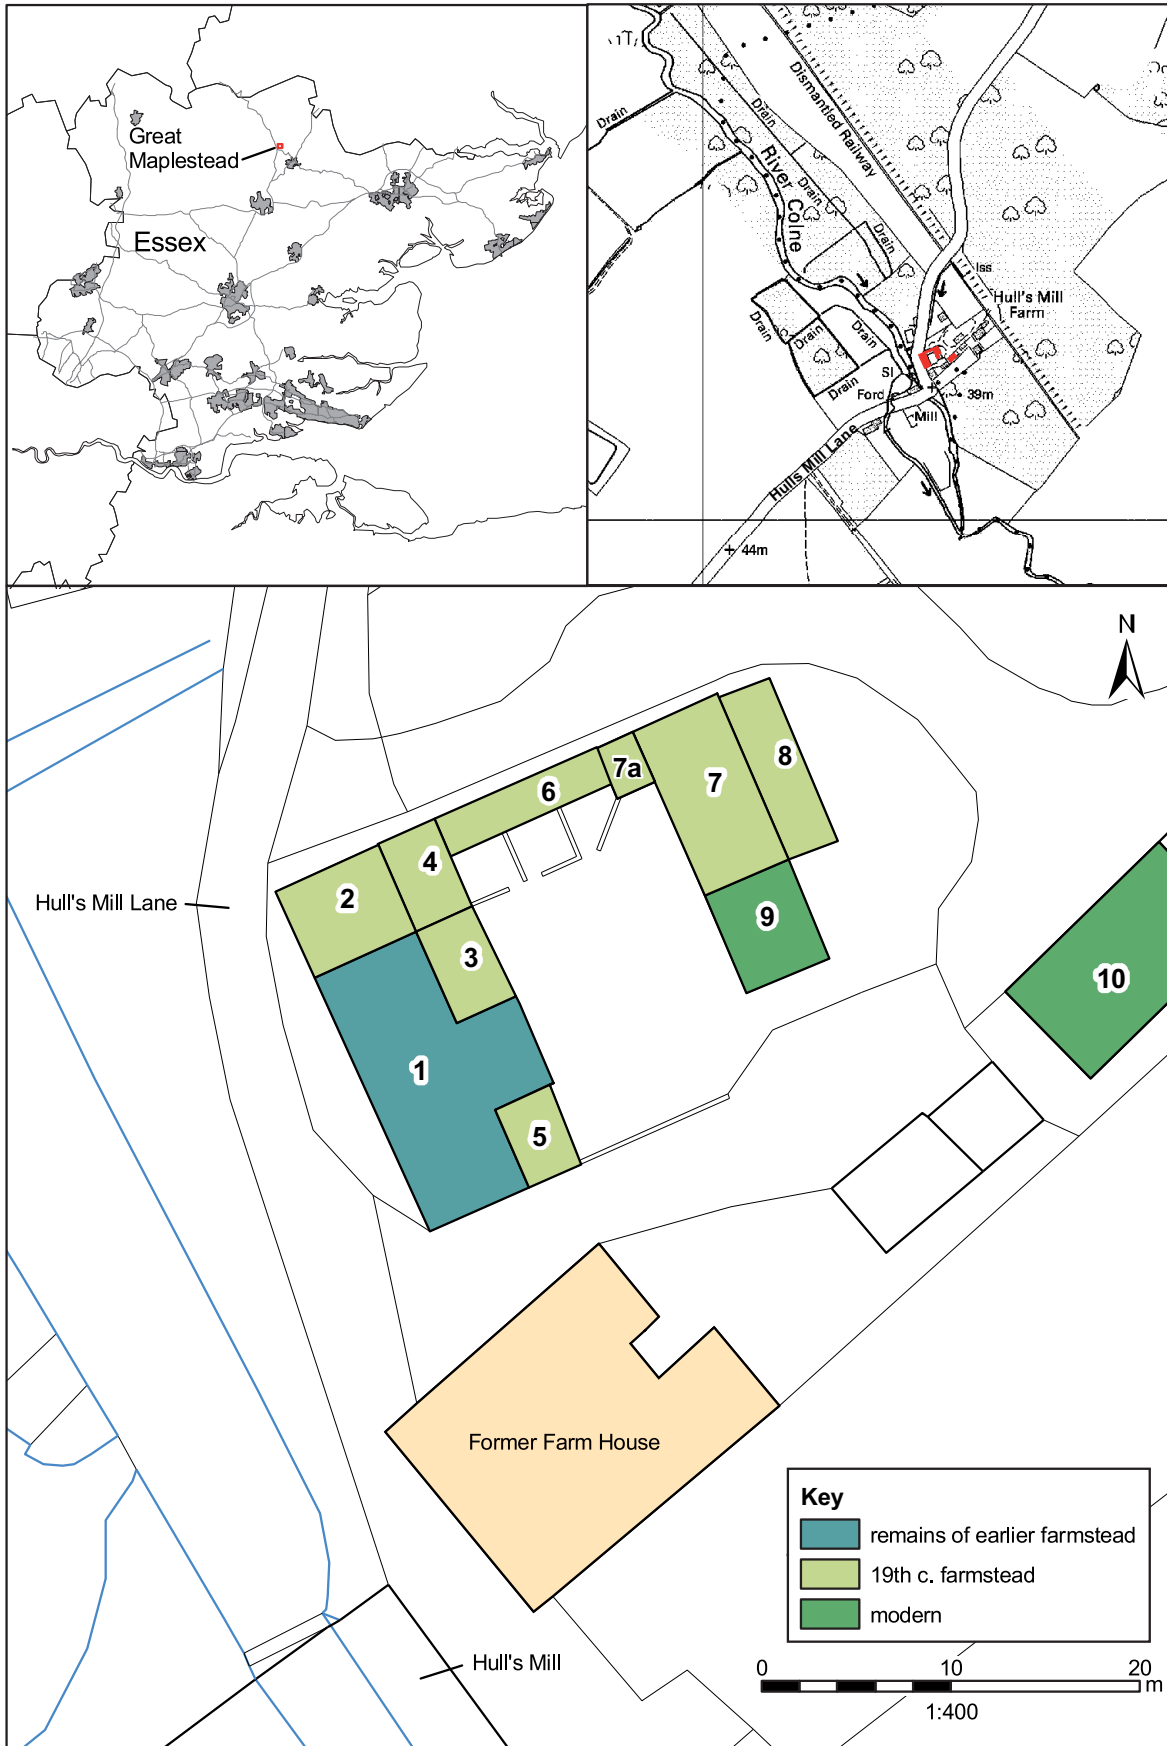 Great
Maplestead
Essex
Drain
Drain
Dismantled Railway
River Colne
Drain
Drain
Iss
Hull's Mill
Farm
Drain
Drain
Drain
Drain
Sl
Ford
39m
Mill
Hulls Mill Lane
44m
N
8
7a
7
6
4
2
Hull's Mill Lane
9
3
10
1
5
Former Farm House
Key
remains of earlier farmstead
19th c. farmstead
modern
Hull's Mill
0 10 20
m
1:400